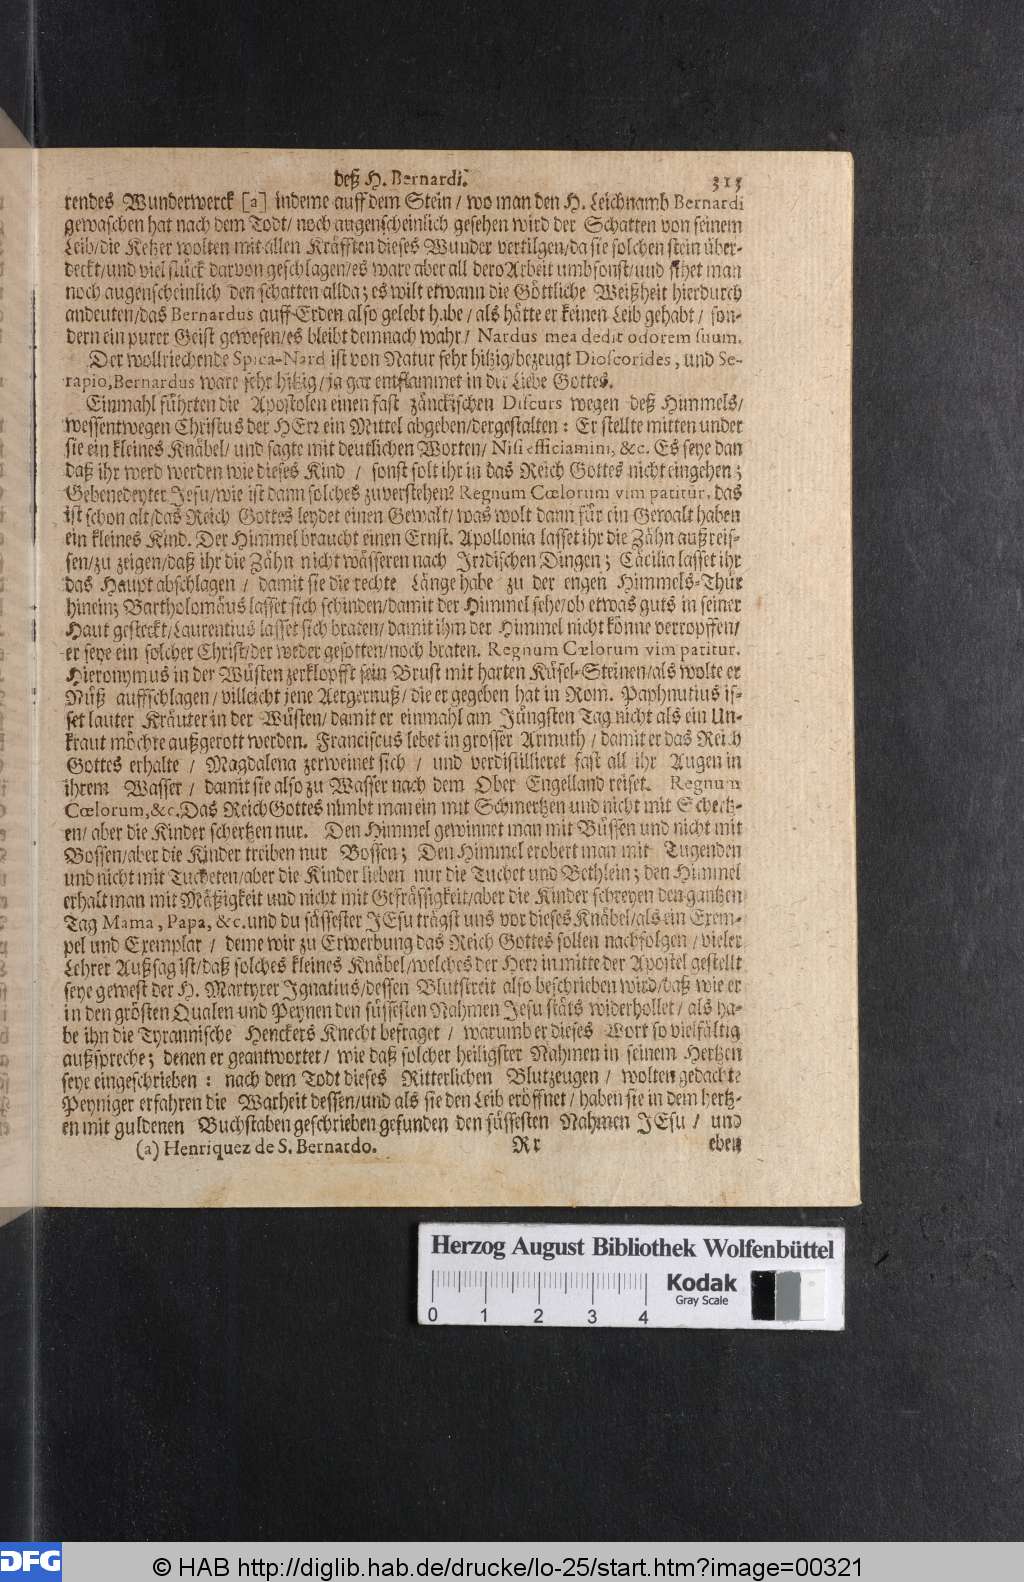 deß H. Bernardi. 313
rendes Wunderwerck [a] indeme auff dem Stein / wo man den H. Leichnamb Bernardi
gewaschen hat nach dem Todt / noch augenscheinlich gesehen wird der Schatten von seinem
Leib / die Ketzer wolten mit allen Kräfften dieses Wunder vertilgen / da sie solchen stein über-
deckt / und viel stück darvon geschlagen / es ware aber all dero Arbeit umbsonst / und sihet man
noch augenscheinlich den schatten allda; es wilt etwann die Göttliche Weißheit hierdurch
andeuten / das Bernardus auff Erden also gelebt habe / als hätte er keinen Leib gehabt / son-
dern ein purer Geist gewesen / es bleibt demnach wahr / Nardus mea dedit odorem suum.
Der wollriechende Spica-Nard ist von Natur sehr hitzig / bezeugt Dioscorides, und Se-
rapio, Bernardus ware sehr hitzig / ja gar entflammet in der Liebe Gottes.
Einmahl führten die Apostolen einen fast zänckischen Discurs wegen deß Himmels /
wessentwegen Christus der HErr ein Mittel abgeben / dergestalten: Er stellte mitten under
sie ein kleines Knäbel / und sagte mit deutlichen Worten / Nisi efficiamini, &c. Es seye dan
daß ihr werd werden wie dieses Kind / sonst solt ihr in das Reich Gottes nicht eingehen;
Gebenedeyter Jesu / wie ist dann solches zuverstehen? Regnum Cœlorum vim patitur, das
ist schon alt / das Reich Gottes leydet einen Gewalt / was wolt dann für ein Gewalt haben
ein kleines Kind. Der Himmel braucht einen Ernst. Apollonia lasset ihr die Zähn außreis-
sen / zu zeigen / daß ihr die Zähn nicht wässeren nach Irrdischen Dingen; Cäcilia lasset ihr
das Haupt abschlagen / damit sie die rechte Länge habe zu der engen Himmels-Thür
hinein; Bartholomäus lasset sich schinden / damit der Himmel sehe / ob etwas guts in seiner
Haut gesteckt / Laurentius lasset sich braten / damit ihm der Himmel nicht könne verropffen /
er seye ein solcher Christ / der weder gesotten / noch braten. Regnum Cœlorum vim patitur.
Hieronymus in der Wüsten zerklopfft sein Brust mit harten Küsel-Steinen / als wolte er
Nüß auffschlagen / villeicht jene Aergernuß / die er gegeben hat in Rom. Paphnutius is-
set lauter Kräuter in der Wüsten / damit er einmahl am Jüngsten Tag nicht als ein Un-
kraut möchte außgerott werden. Franciscus lebet in grosser Armuth / damit er das Reich
Gottes erhalte / Magdalena zerweinet sich / und verdistillieret fast all ihr Augen in
ihrem Wasser / damit sie also zu Wasser nach dem Ober Engelland reiset. Regnum
Cœlorum, &c. Das Reich Gottes nimbt man ein mit Schmertzen und nicht mit Schertz-
en / aber die Kinder schertzen nur. Den Himmel gewinnet man mit Büssen und nicht mit
Bossen / aber die Kinder treiben nur Bossen; Den Himmel erobert man mit Tugenden
und nicht mit Tucketen / aber die Kinder lieben nur die Tuchet und Bethlein; den Himmel
erhalt man mit Mäßigkeit und nicht mit Gefrässigkeit / aber die Kinder schreyen den gantzen
Tag Mama, Papa, &c. und du süssester JEsu trägst uns vor dieses Knäbel / als ein Exem-
pel und Exemplar / deme wir zu Erwerbung das Reich Gottes sollen nachfolgen / vieler
Lehrer Außsag ist / daß solches kleines Knäbel / welches der Herr in mitte der Apostel gestellt
seye gewest der H. Martyrer Ignatius / dessen Blutstreit also beschrieben wird / daß wie er
in den grösten Qualen und Peynen den süssesten Nahmen Jesu stäts widerhollet / als ha-
be ihn die Tyrannische Henckers Knecht befraget / warumb er dieses Wort so vielfältig
außspreche; denen er geantwortet / wie daß solcher heiligster Nahmen in seinem Hertzen
seye eingeschrieben: nach dem Todt dieses Ritterlichen Blutzeugen / wolten gedachte
Peyniger erfahren die Warheit dessen / und als sie den Leib eröffnet / haben sie in dem hertz-
en mit guldenen Buchstaben geschrieben gefunden den süssesten Nahmen JEsu / und
(a) Henriquez de S. Bernardo. Rr eben
Herzog August Bibliothek Wolfenbüttel
Kodak
Gray Scale
0 1 2 3 4
DFG © HAB http://diglib.hab.de/drucke/lo-25/start.htm?image=00321